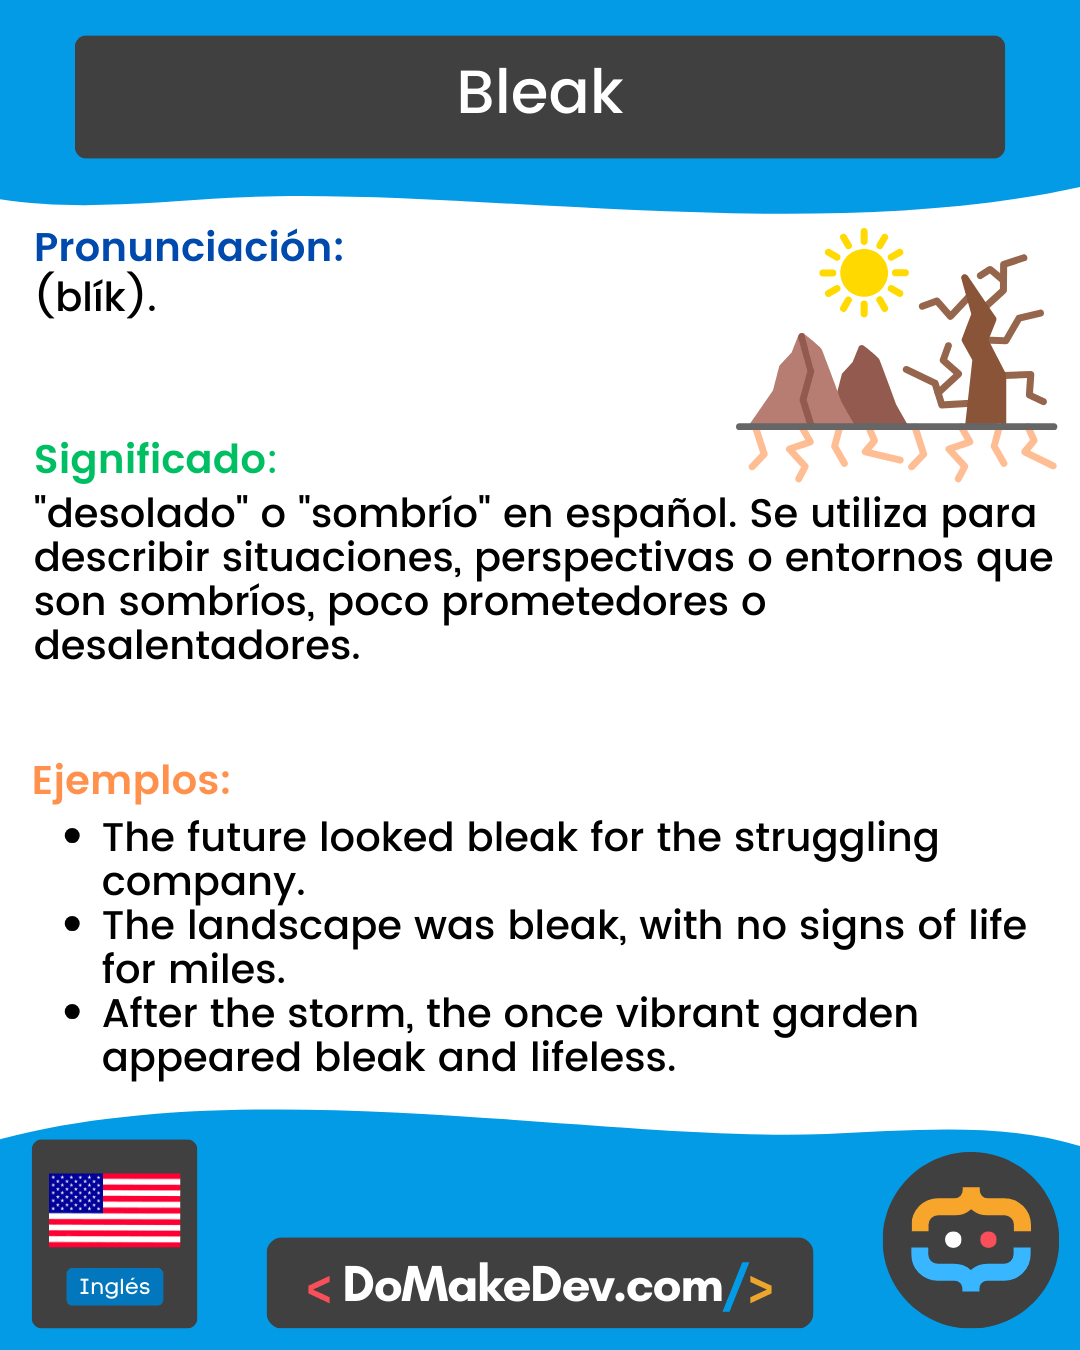 Bleak
Pronunciación:
(blík).
Significado:
"desolado" o "sombrío" en español. Se utiliza para
describir situaciones, perspectivas o entornos que
son sombríos, poco prometedores o
desalentadores.
Ejemplos:
• The future looked bleak for the struggling
company.
• The landscape was bleak, with no signs of life
for miles.
• After the storm, the once vibrant garden
appeared bleak and lifeless.
Inglés
< DoMakeDev.com/>